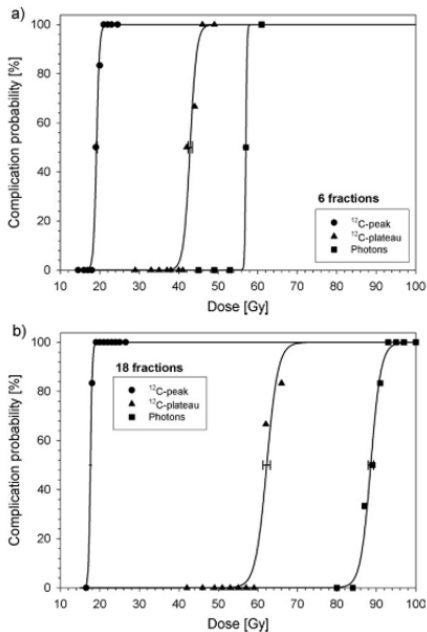 a)
Complication probability [%]
100
80
60
40
20
0
6 fractions
¹²C-peak
¹²C-plateau
Photons
10 20 30 40 50 60 70 80 90 100
Dose [Gy]
b)
Complication probability [%]
100
80
60
40
20
0
18 fractions
¹²C-peak
¹²C-plateau
Photons
10 20 30 40 50 60 70 80 90 100
Dose [Gy]